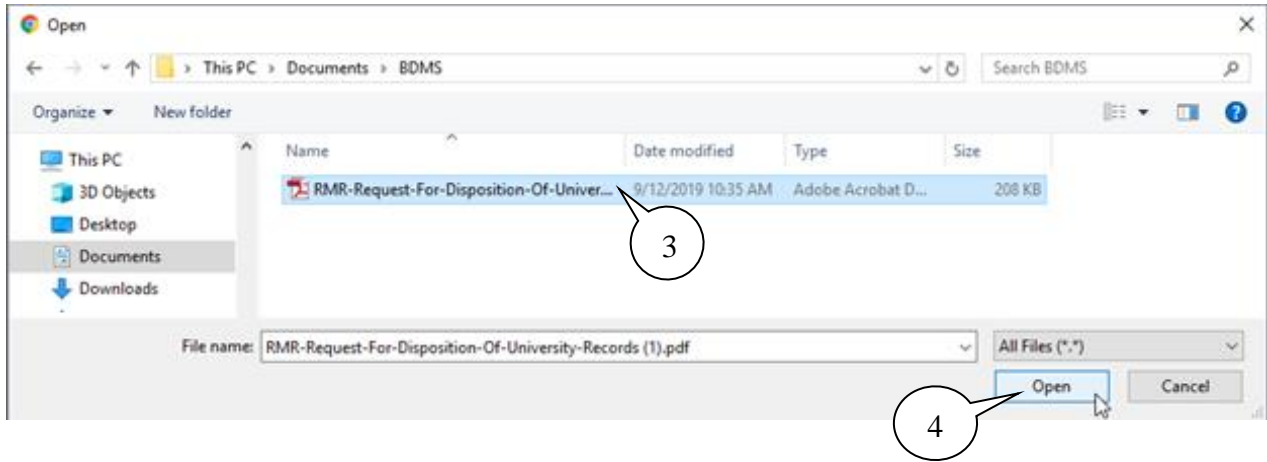 Open
This PC > Documents > BDMS Search BDMS
Organize New folder
Name Date modified Type Size
This PC
RMR-Request-For-Disposition-Of-Univer... 9/12/2019 10:35 AM Adobe Acrobat D... 208 KB
3D Objects
Desktop
3
Documents
Downloads
File name: RMR-Request-For-Disposition-Of-University-Records (1).pdf All Files (*.*)
Open Cancel
4